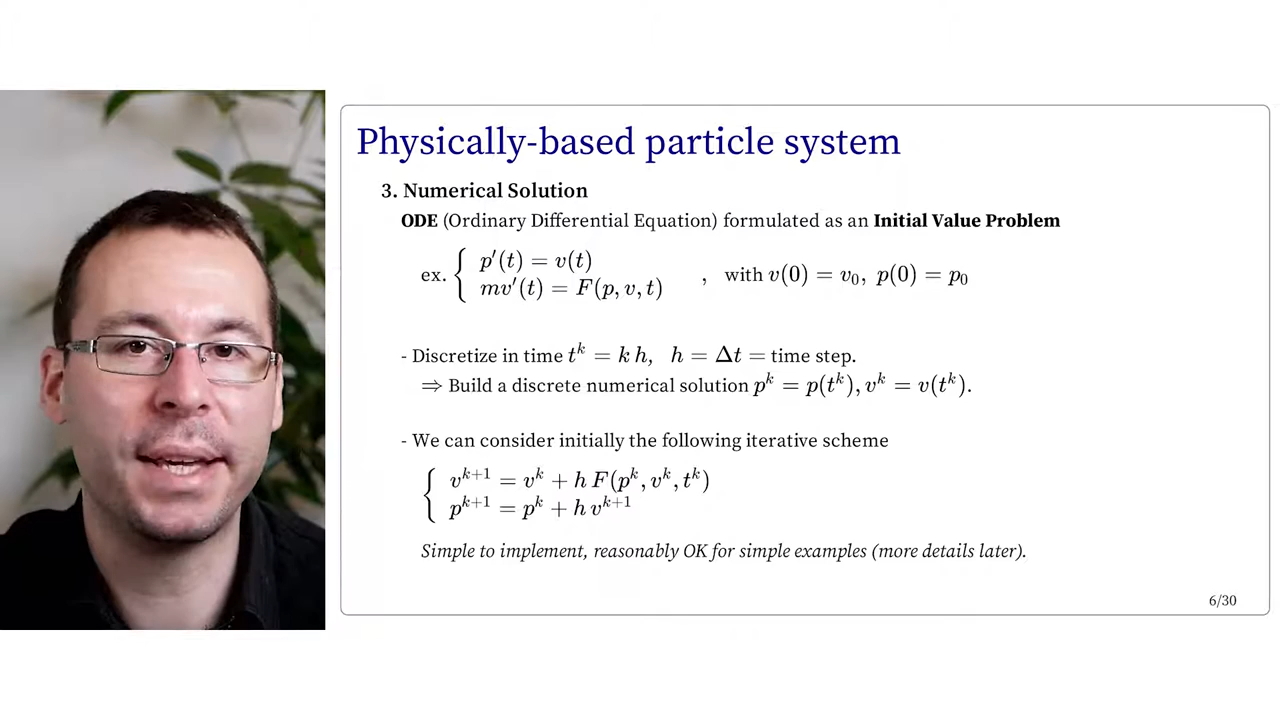 Physically-based particle system
3. Numerical Solution
ODE (Ordinary Differential Equation) formulated as an Initial Value Problem
ex. { p′(t) = v(t)
mv′(t) = F(p, v, t) , with v(0) = v₀, p(0) = p₀
- Discretize in time tᵏ = k h, h = Δt = time step.
⇒ Build a discrete numerical solution pᵏ = p(tᵏ), vᵏ = v(tᵏ).
- We can consider initially the following iterative scheme
{ vᵏ⁺¹ = vᵏ + h F(pᵏ, vᵏ, tᵏ)
pᵏ⁺¹ = pᵏ + h vᵏ⁺¹
Simple to implement, reasonably OK for simple examples (more details later).
6/30